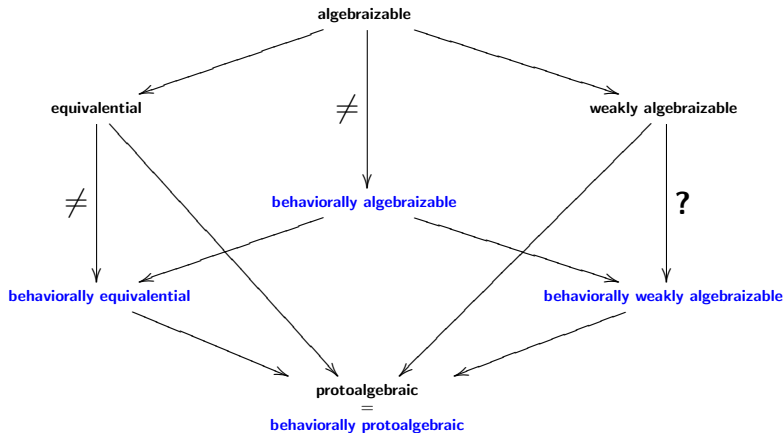 algebraizable
equivalential
≠
weakly algebraizable
≠
behaviorally algebraizable
?
behaviorally equivalential
behaviorally weakly algebraizable
protoalgebraic
=
behaviorally protoalgebraic